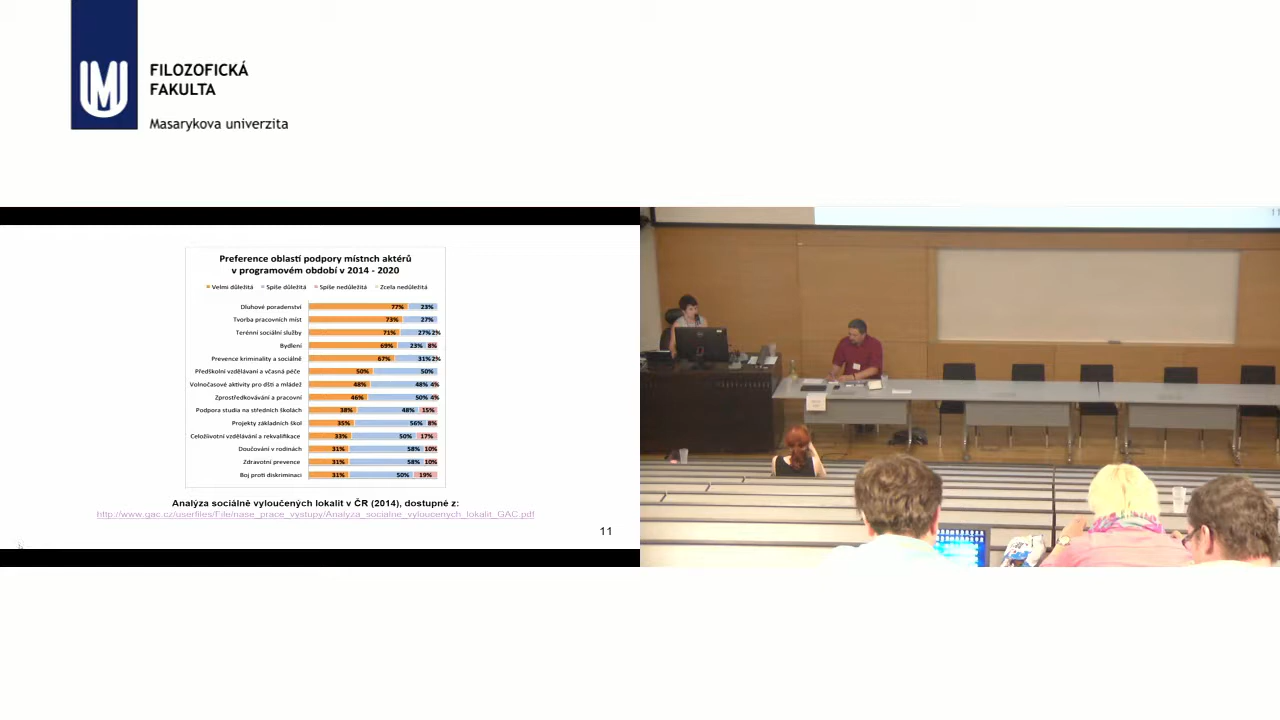 FILOZOFICKÁ
FAKULTA
Masarykova univerzita
Preference oblastí podpory místnch aktérů
v programovém období v 2014 - 2020
Velmi důležitá Spíše důležitá Spíše nedůležitá Zcela nedůležitá
Dluhové poradenství 77% 23%
Tvorba pracovních míst 73% 27%
Terénní sociální služby 71% 27% 2%
Bydlení 69% 23% 8%
Prevence kriminality a sociálně 67% 31% 2%
Předškolní vzdělávaní a včasná péče 50% 50%
Volnočasové aktivity pro děti a mládež 48% 48% 4%
Zprostředkovávání a pracovní 46% 50% 4%
Podpora studia na středních školách 38% 48% 15%
Projekty základních škol 35% 56% 8%
Celoživotní vzdělávání a rekvalifikace 33% 50% 17%
Doučování v rodinách 31% 58% 10%
Zdravotní prevence 31% 58% 10%
Boj proti diskriminaci 31% 50% 19%
Analýza sociálně vyloučených lokalit v ČR (2014), dostupné z:
http://www.gac.cz/userfiles/File/nase_prace_vystupy/Analyza_socialne_vyloucenych_lokalit_GAC.pdf
11
11